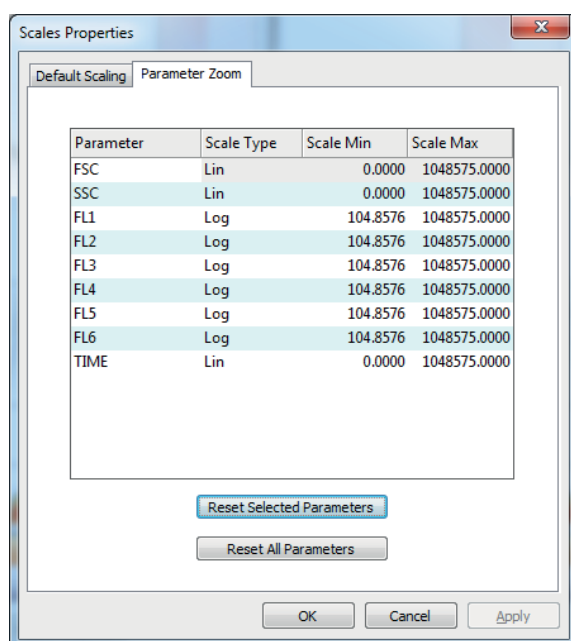 Scales Properties
Default Scaling Parameter Zoom
Parameter Scale Type Scale Min Scale Max
FSC Lin 0.0000 1048575.0000
SSC Lin 0.0000 1048575.0000
FL1 Log 104.8576 1048575.0000
FL2 Log 104.8576 1048575.0000
FL3 Log 104.8576 1048575.0000
FL4 Log 104.8576 1048575.0000
FL5 Log 104.8576 1048575.0000
FL6 Log 104.8576 1048575.0000
TIME Lin 0.0000 1048575.0000
Reset Selected Parameters
Reset All Parameters
OK Cancel Apply